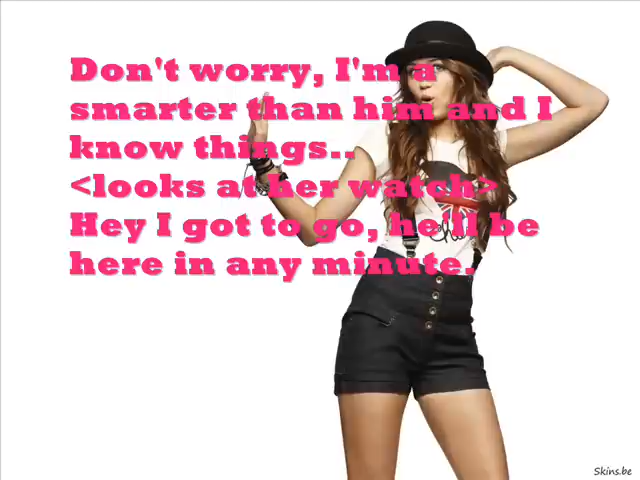 Don't worry, I'm a
smarter than him and I
know things..
<looks at her watch>
Hey I got to go, he'll be
here in any minute.
Skins.be